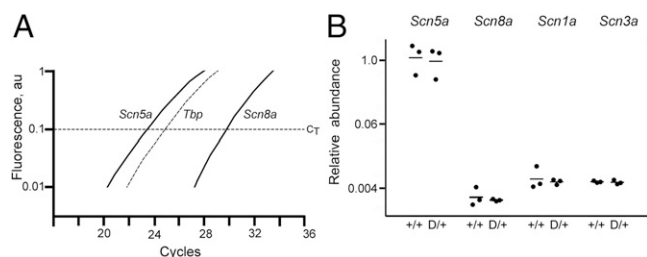 A
B
Scn5a Scn8a Scn1a Scn3a
Fluorescence, au
1
0.1
0.01
Scn5a Tbp Scn8a
CT
20 24 28 32 36
Cycles
Relative abundance
1.0
0.06
0.004
+/+ D/+ +/+ D/+ +/+ D/+ +/+ D/+